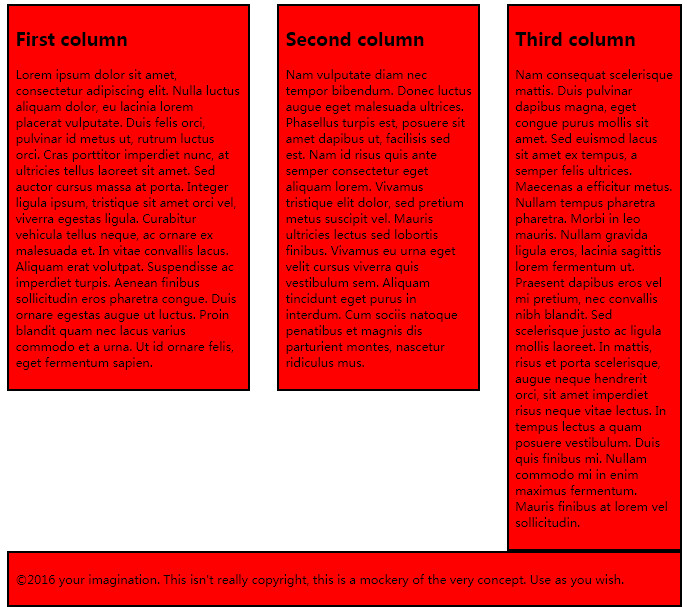 First column
Lorem ipsum dolor sit amet,
consectetur adipiscing elit. Nulla luctus
aliquam dolor, eu lacinia lorem
placerat vulputate. Duis felis orci,
pulvinar id metus ut, rutrum luctus
orci. Cras porttitor imperdiet nunc, at
ultricies tellus laoreet sit amet. Sed
auctor cursus massa at porta. Integer
ligula ipsum, tristique sit amet orci vel,
viverra egestas ligula. Curabitur
vehicula tellus neque, ac ornare ex
malesuada et. In vitae convallis lacus.
Aliquam erat volutpat. Suspendisse ac
imperdiet turpis. Aenean finibus
sollicitudin eros pharetra congue. Duis
ornare egestas augue ut luctus. Proin
blandit quam nec lacus varius
commodo et a urna. Ut id ornare felis,
eget fermentum sapien.
Second column
Nam vulputate diam nec
tempor bibendum. Donec luctus
augue eget malesuada ultrices.
Phasellus turpis est, posuere sit
amet dapibus ut, facilisis sed
est. Nam id risus quis ante
semper consectetur eget
aliquam lorem. Vivamus
tristique elit dolor, sed pretium
metus suscipit vel. Mauris
ultricies lectus sed lobortis
finibus. Vivamus eu urna eget
velit cursus viverra quis
vestibulum sem. Aliquam
tincidunt eget purus in
interdum. Cum sociis natoque
penatibus et magnis dis
parturient montes, nascetur
ridiculus mus.
Third column
Nam consequat scelerisque
mattis. Duis pulvinar
dapibus magna, eget
congue purus mollis sit
amet. Sed euismod lacus
sit amet ex tempus, a
semper felis ultrices.
Maecenas a efficitur metus.
Nullam tempus pharetra
pharetra. Morbi in leo
mauris. Nullam gravida
ligula eros, lacinia sagittis
lorem fermentum ut.
Praesent dapibus eros vel
mi pretium, nec convallis
nibh blandit. Sed
scelerisque justo ac ligula
mollis laoreet. In mattis,
risus et porta scelerisque,
augue neque hendrerit
orci, sit amet imperdiet
risus neque vitae lectus. In
tempus lectus a quam
posuere vestibulum. Duis
quis finibus mi. Nullam
commodo mi in enim
maximus fermentum.
Mauris finibus at lorem vel
sollicitudin.
©2016 your imagination. This isn't really copyright, this is a mockery of the very concept. Use as you wish.